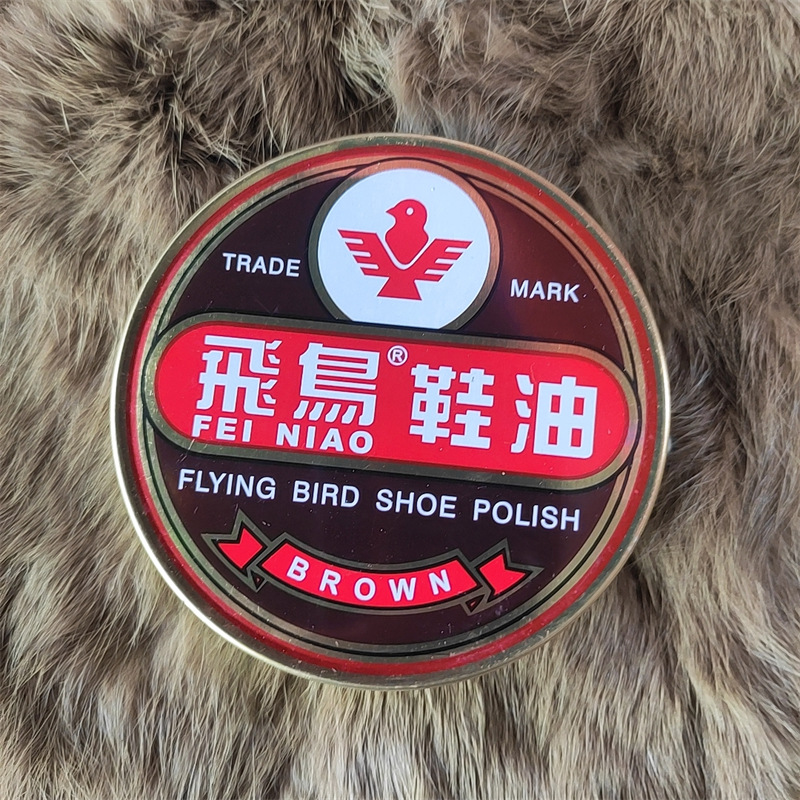 TRADE MARK
飛鳥® 鞋油
FEI NIAO
FLYING BIRD SHOE POLISH
BROWN